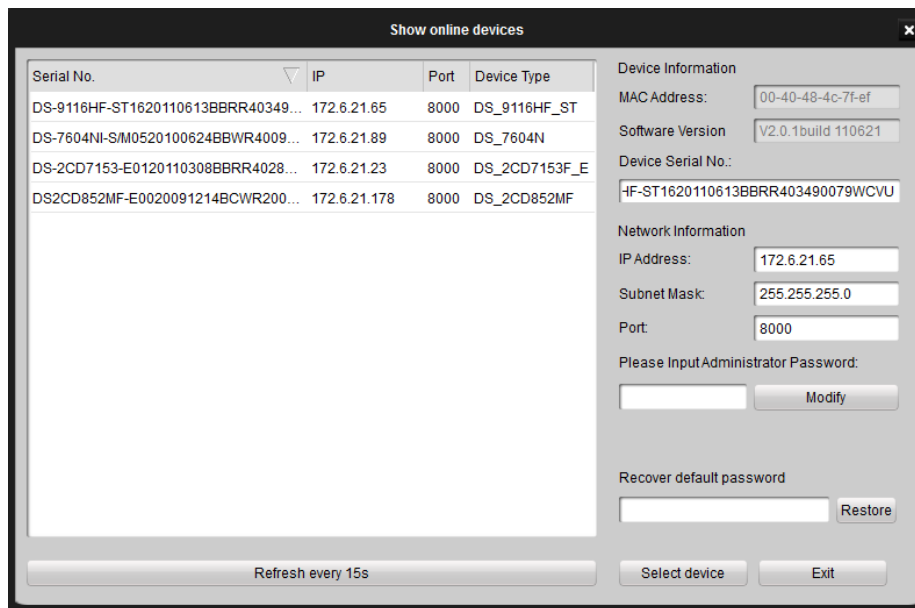 Show online devices
Serial No. IP Port Device Type
DS-9116HF-ST1620110613BBRR40349... 172.6.21.65 8000 DS_9116HF_ST
DS-7604NI-S/M0520100624BBWR4009... 172.6.21.89 8000 DS_7604N
DS-2CD7153-E0120110308BBRR4028... 172.6.21.23 8000 DS_2CD7153F_E
DS2CD852MF-E0020091214BCWR200... 172.6.21.178 8000 DS_2CD852MF
Refresh every 15s
Device Information
MAC Address: 00-40-48-4c-7f-ef
Software Version V2.0.1build 110621
Device Serial No.:
HF-ST1620110613BBRR403490079WCVU
Network Information
IP Address: 172.6.21.65
Subnet Mask: 255.255.255.0
Port: 8000
Please Input Administrator Password:
Modify
Recover default password
Restore
Select device Exit